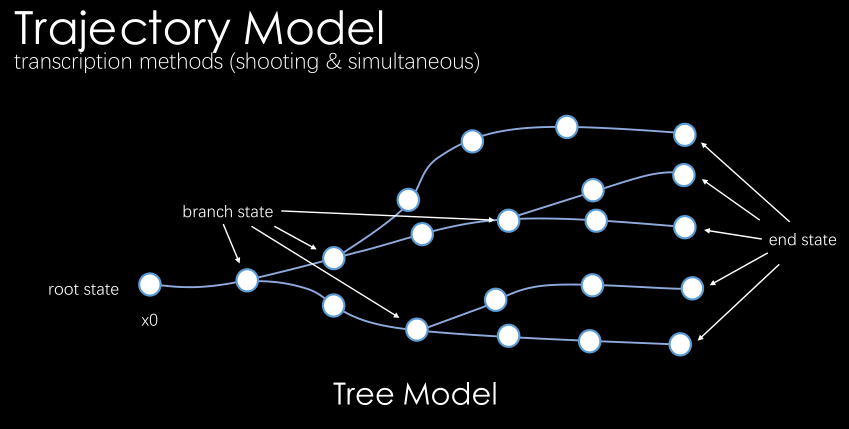 Trajectory Model
transcription methods (shooting & simultaneous)
branch state
end state
root state
x0
Tree Model